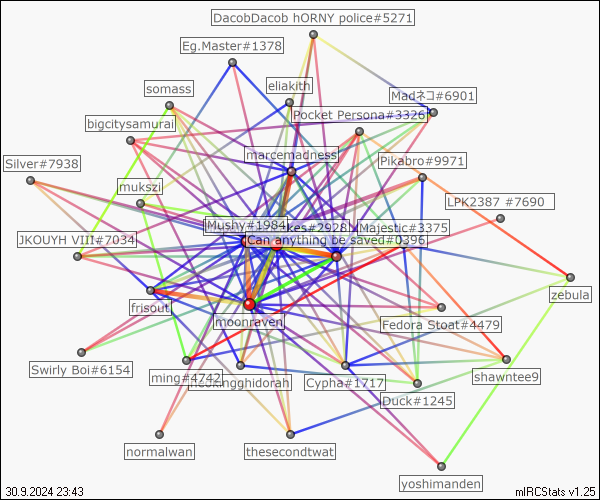 DacobDacob hORNY police#5271
Eg.Master#1378
eliakith
somass
Madネコ#6901
Pocket Persona#3326
bigcitysamurai
marcemadness
Pikabro#9971
Silver#7938
mukszi
LPK2387 #7690
Mushy#1984
kes#2928
Majestic#3375
JKOUYH VIII#7034
Can anything be saved#0396
zebula
frisout
moonraven
Fedora Stoat#4479
Swirly Boi#6154
ming#4742
ckingghidorah
Cypha#1717
shawntee9
Duck#1245
normalwan
thesecondtwat
yoshimanden
30.9.2024 23:43
mIRCStats v1.25